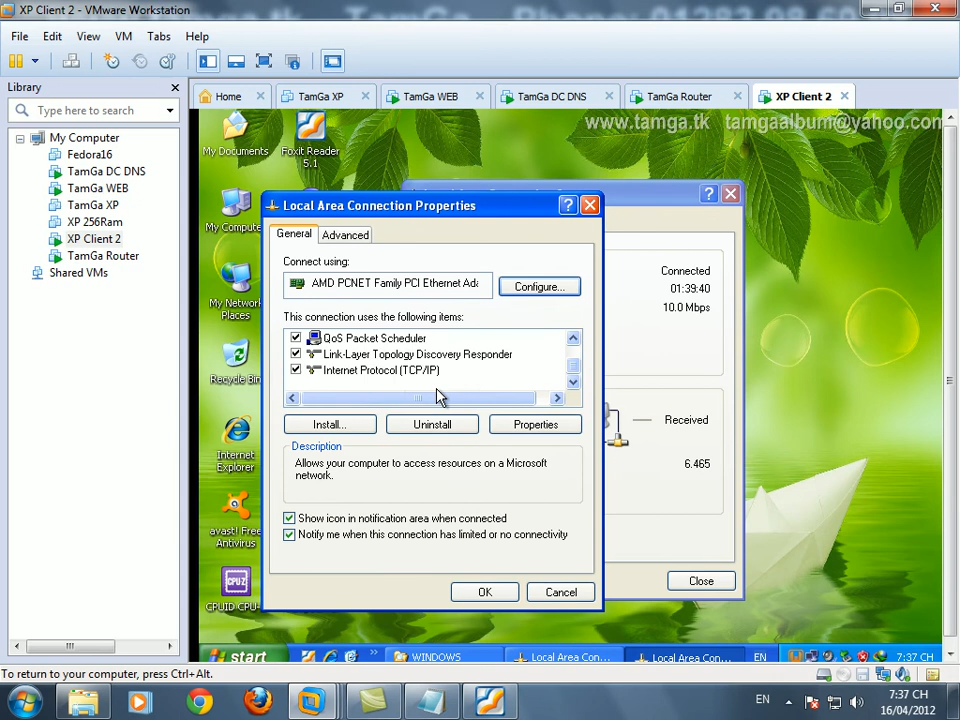 XP Client 2 - VMware Workstation
File Edit View VM Tabs Help
Library
Type here to search
My Computer
Fedora16
TamGa DC DNS
TamGa WEB
TamGa XP
XP 256Ram
XP Client 2
TamGa Router
Shared VMs
Home
TamGa XP
TamGa WEB
TamGa DC DNS
TamGa Router
XP Client 2
www.tamga.tk tamgaalbum@yahoo.com
My Documents
Foxit Reader
5.1
My Network
Places
Internet
Explorer
avast! Free
Antivirus
Local Area Connection Properties
General
Advanced
Connect using:
AMD PCNET Family PCI Ethernet Ada
Configure...
This connection uses the following items:
QoS Packet Scheduler
Link-Layer Topology Discovery Responder
Internet Protocol (TCP/IP)
Install...
Uninstall
Properties
Description
Allows your computer to access resources on a Microsoft
network.
Show icon in notification area when connected
Notify me when this connection has limited or no connectivity
OK
Cancel
Connected
01:39:40
10.0 Mbps
Received
6.465
Close
start
WINDOWS
Local Area Con...
Local Area Con...
EN
7:37 CH
To return to your computer, press Ctrl+Alt.
EN
7:37 CH
16/04/2012